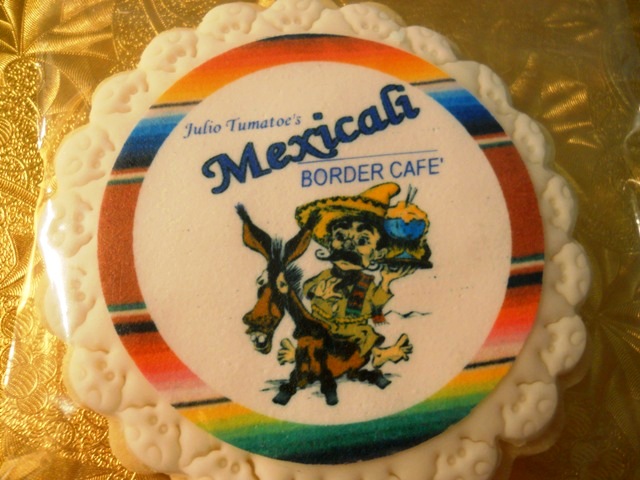 Julio Tumatoe's
Mexicali
BORDER CAFE'